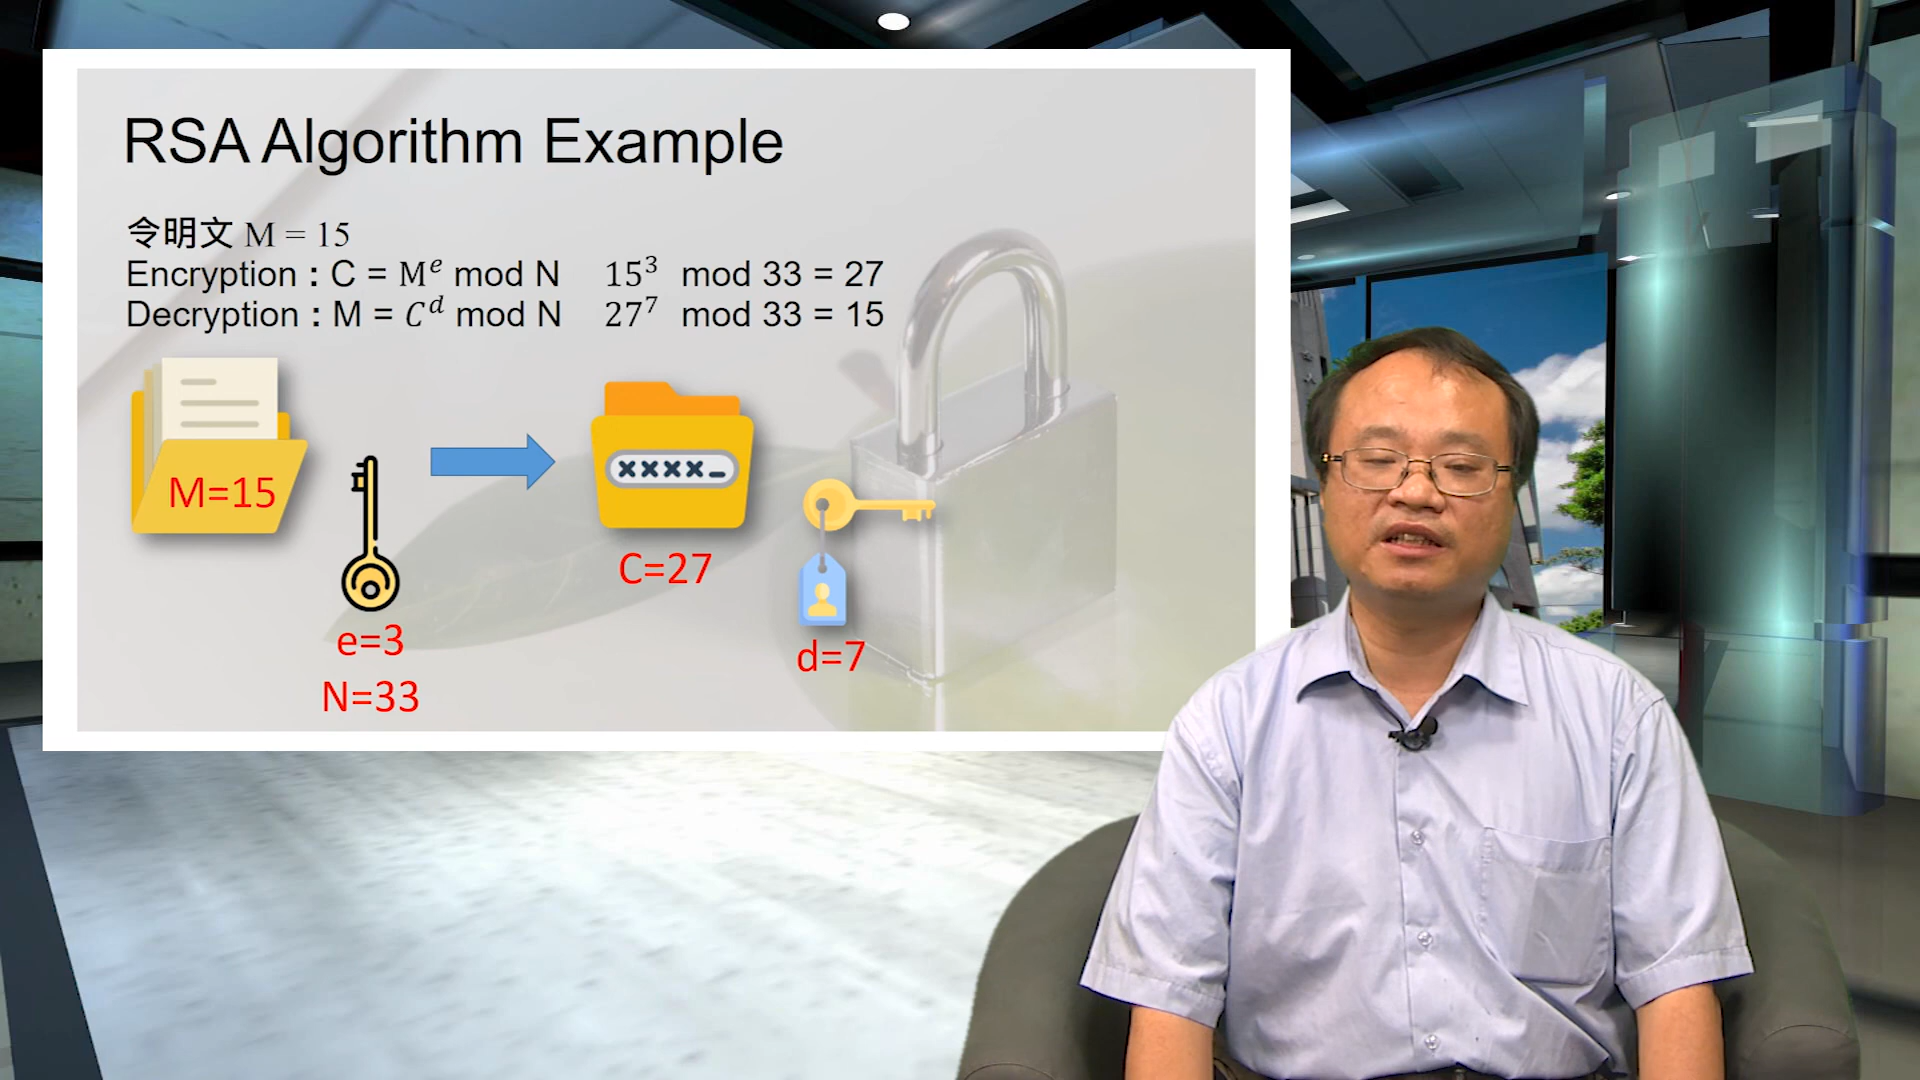 RSA Algorithm Example
令明文 M = 15
Encryption : C = Mᵉ mod N 15³ mod 33 = 27
Decryption : M = Cᵈ mod N 27⁷ mod 33 = 15
M=15
xxxx_
C=27
e=3
N=33
d=7